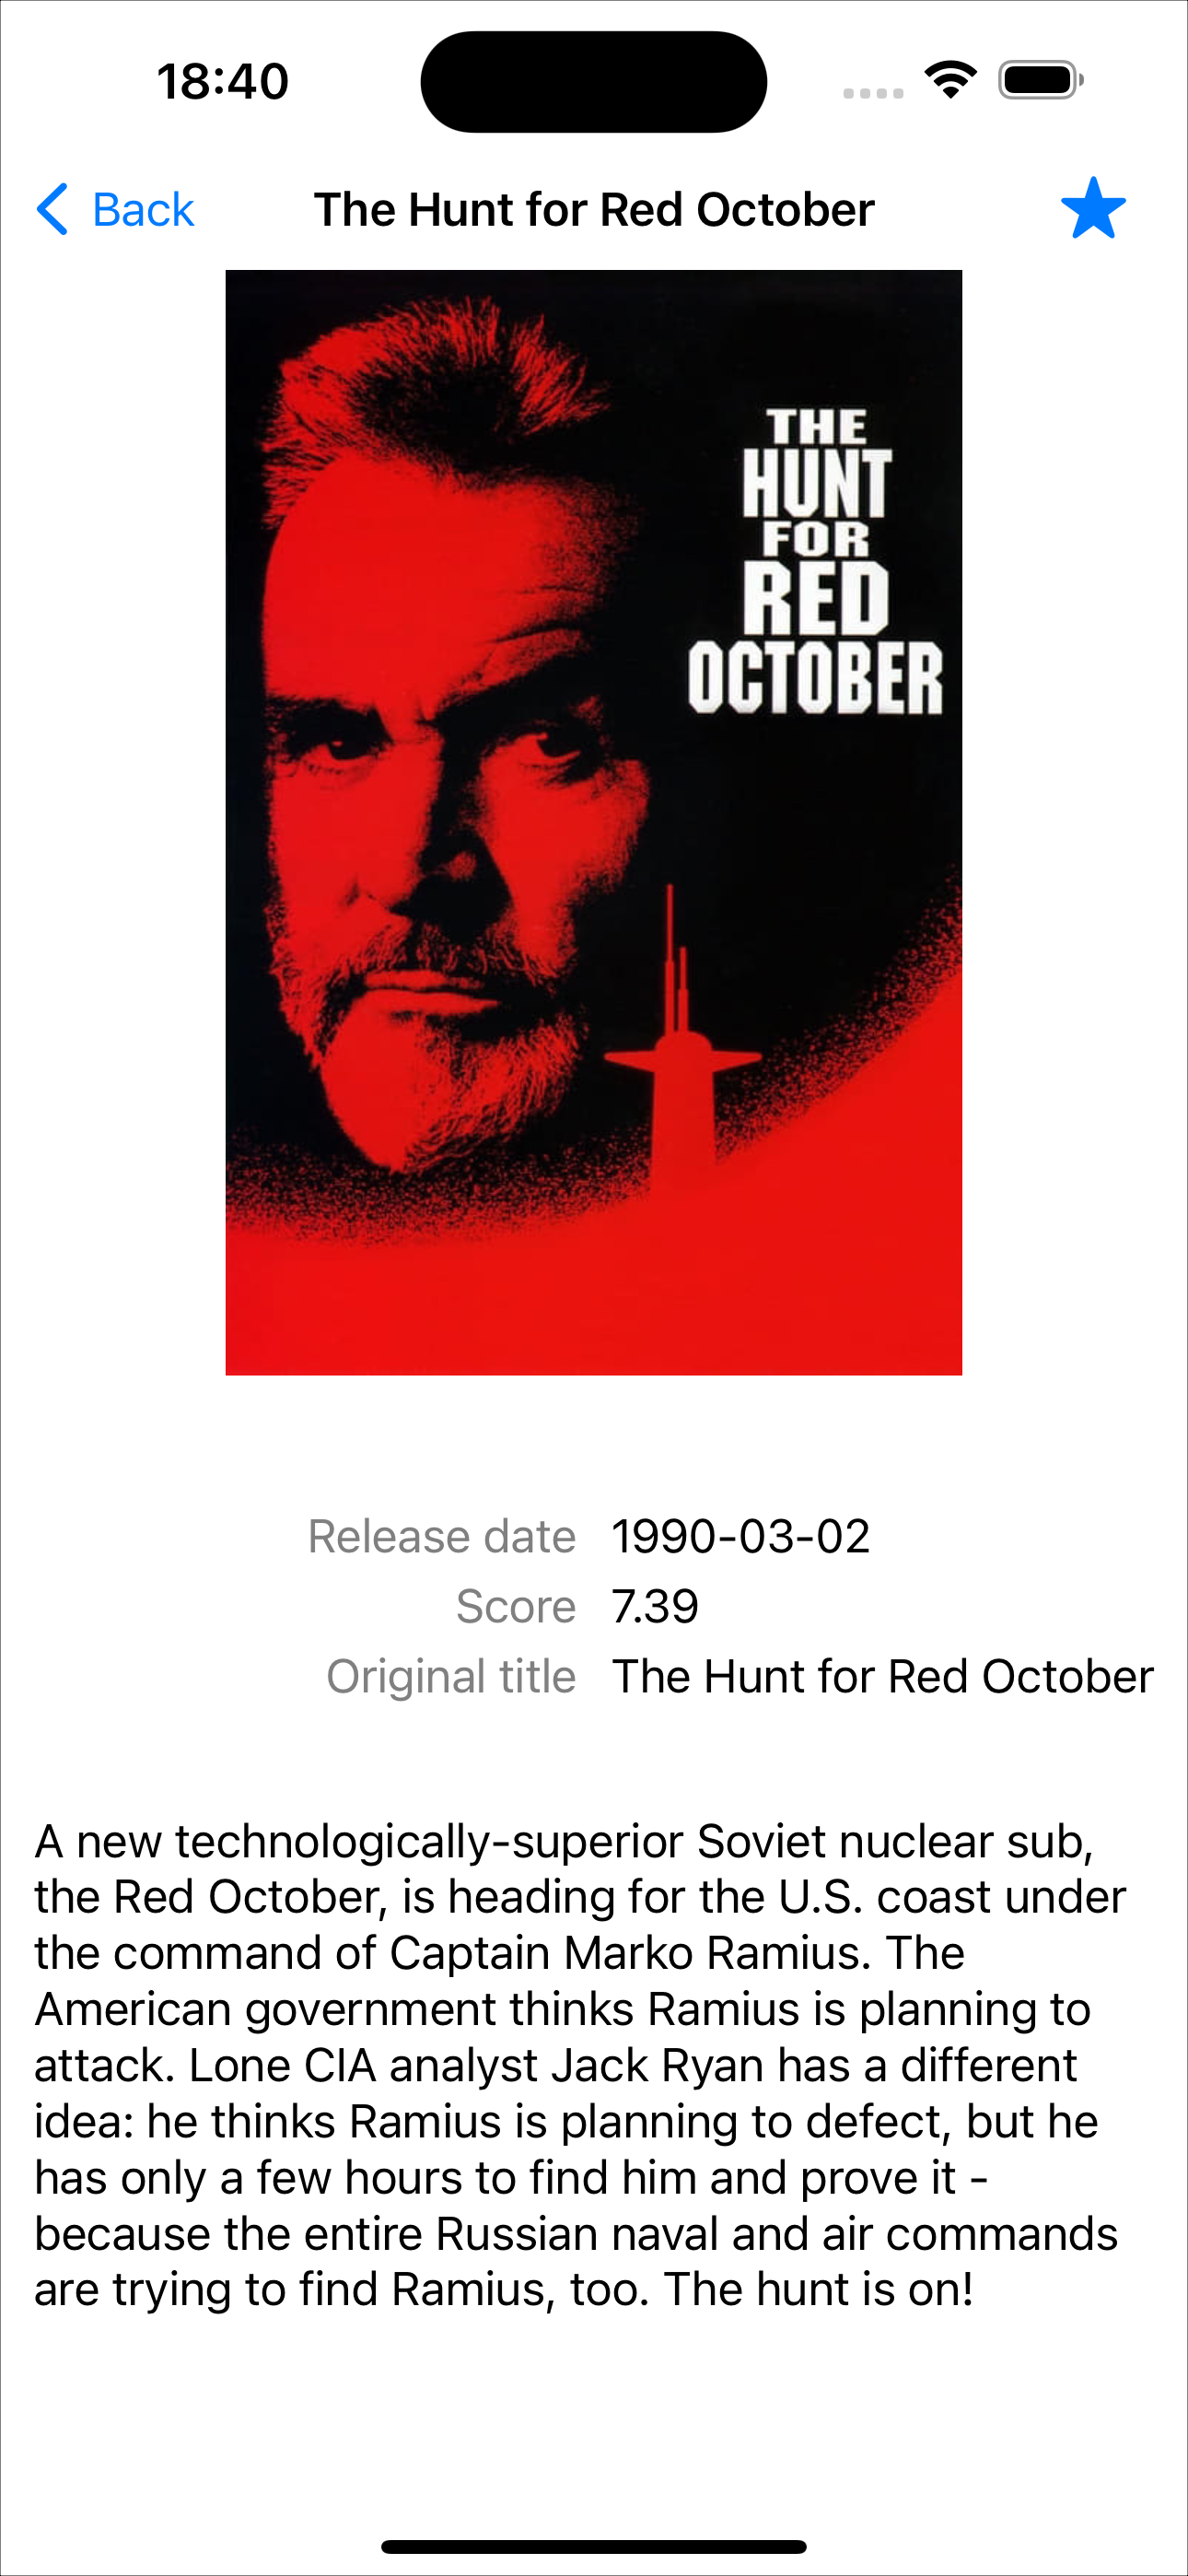 18:40
Back
The Hunt for Red October
THE
HUNT
FOR
RED
OCTOBER
Release date 1990-03-02
Score 7.39
Original title The Hunt for Red October
A new technologically-superior Soviet nuclear sub,
the Red October, is heading for the U.S. coast under
the command of Captain Marko Ramius. The
American government thinks Ramius is planning to
attack. Lone CIA analyst Jack Ryan has a different
idea: he thinks Ramius is planning to defect, but he
has only a few hours to find him and prove it -
because the entire Russian naval and air commands
are trying to find Ramius, too. The hunt is on!